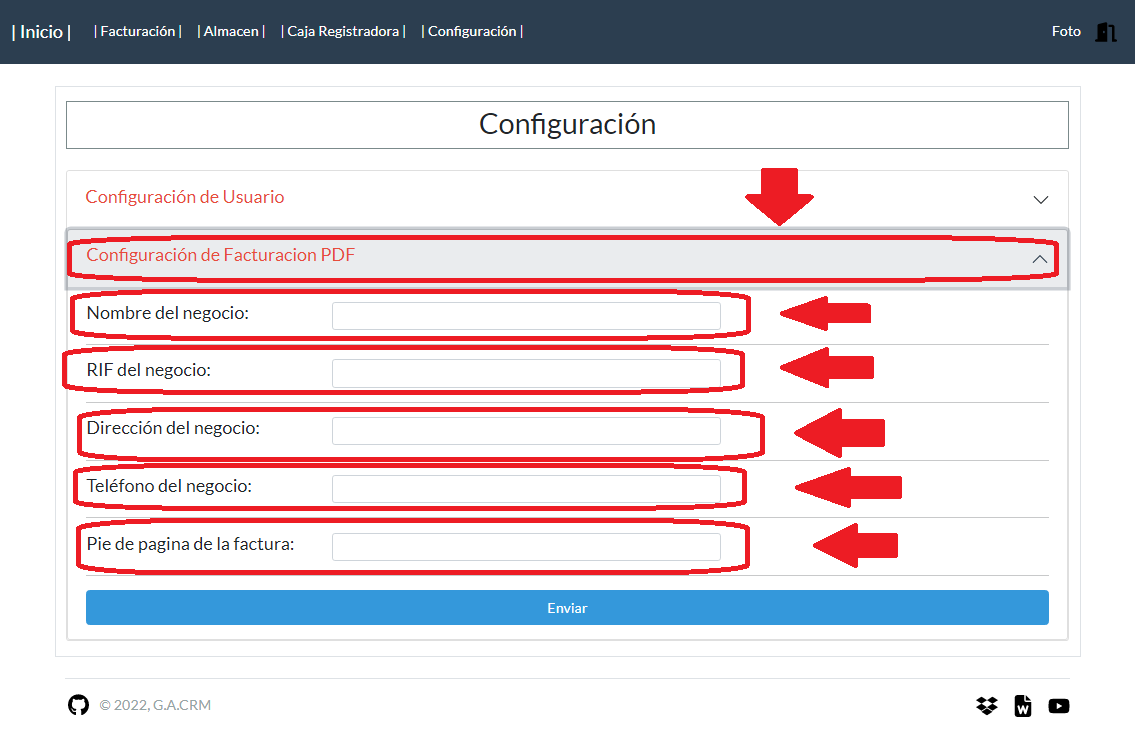 | Inicio | | Facturación | | Almacen | | Caja Registradora | | Configuración | Foto
Configuración
Configuración de Usuario
Configuración de Facturacion PDF
Nombre del negocio:
RIF del negocio:
Dirección del negocio:
Teléfono del negocio:
Pie de pagina de la factura:
Enviar
© 2022, G.A.CRM
W